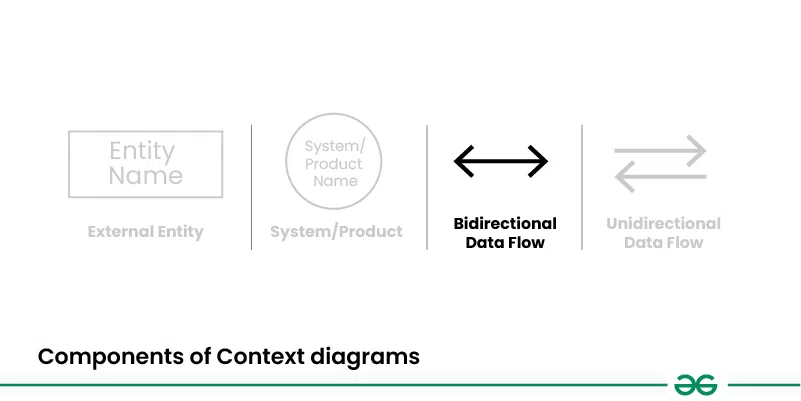 Entity
Name
External Entity
System/
Product
Name
System/Product
Bidirectional
Data Flow
Unidirectional
Data Flow
Components of Context diagrams